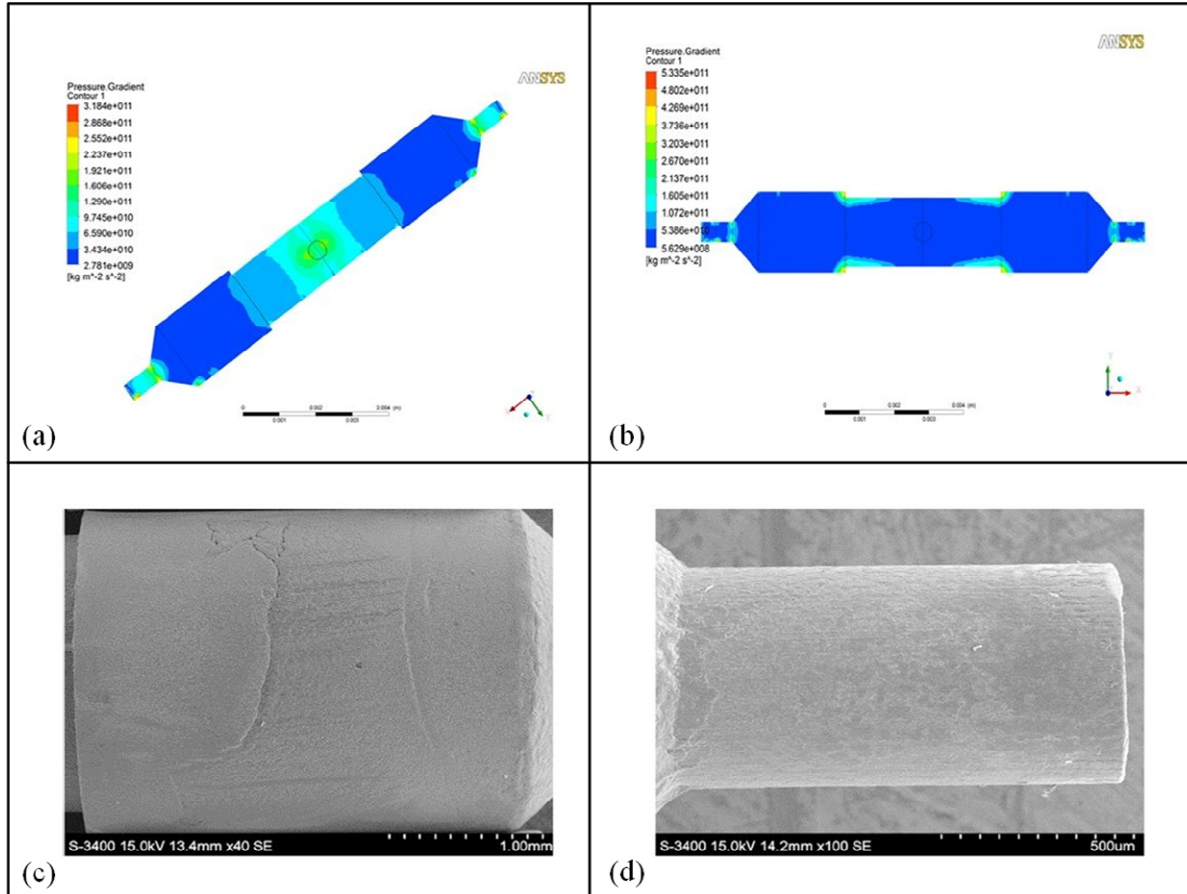 ANSYS
Pressure.Gradient
Contour 1
3.184e+011
2.868e+011
2.552e+011
2.237e+011
1.921e+011
1.606e+011
1.290e+011
9.745e+010
6.590e+010
3.434e+010
2.781e+009
[kg m^-2 s^-2]
0 0.002 0.004 (m)
0.001 0.003
(a)
ANSYS
Pressure.Gradient
Contour 1
5.335e+011
4.802e+011
4.269e+011
3.736e+011
3.203e+011
2.670e+011
2.137e+011
1.605e+011
1.072e+011
5.386e+010
5.629e+008
[kg m^-2 s^-2]
0 0.002 0.004 (m)
0.001 0.003
(b)
S-3400 15.0kV 13.4mm x40 SE 1.00mm
(c)
S-3400 15.0kV 14.2mm x100 SE 500um
(d)